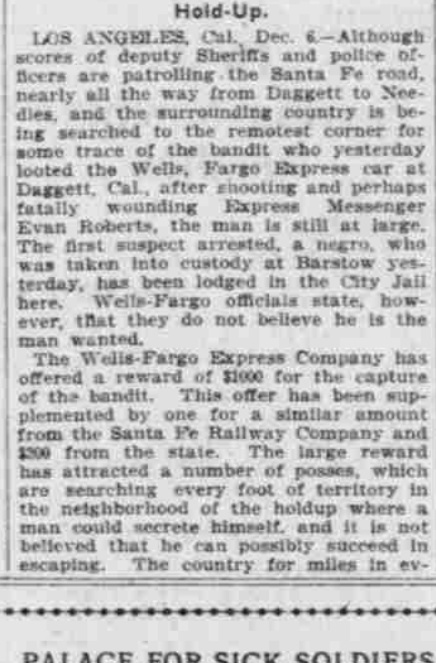 Hold-Up.
LOS ANGELES, Cal., Dec. 6.—Although
scores of deputy Sheriffs and police of-
ficers are patrolling the Santa Fe road,
nearly all the way from Daggett to Nee-
dles, and the surrounding country is be-
ing searched to the remotest corner for
some trace of the bandit who yesterday
looted the Wells, Fargo Express car at
Daggett, Cal., after shooting and perhaps
fatally wounding Express Messenger
Evan Roberts, the man is still at large.
The first suspect arrested, a negro, who
was taken into custody at Barstow yes-
terday, has been lodged in the City Jail
here. Wells-Fargo officials state, how-
ever, that they do not believe he is the
man wanted.
The Wells-Fargo Express Company has
offered a reward of $1000 for the capture
of the bandit. This offer has been sup-
plemented by one for a similar amount
from the Santa Fe Railway Company and
$300 from the state. The large reward
has attracted a number of posses, which
are searching every foot of territory in
the neighborhood of the holdup where a
man could secrete himself, and it is not
believed that he can possibly succeed in
escaping. The country for miles in ev-
PALACE FOR SICK SOLDIERS